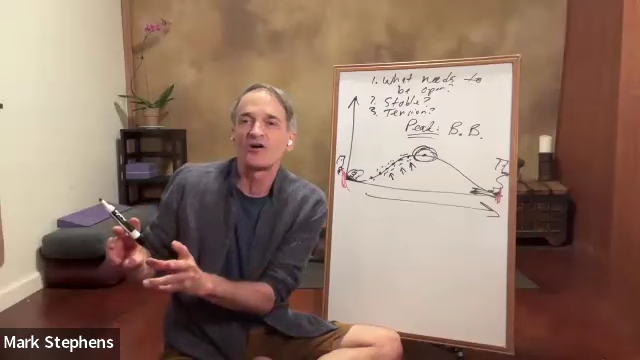 1. What needs to
be open?
2. Stable?
3. Tension?
Peak: B. B.
Mark Stephens